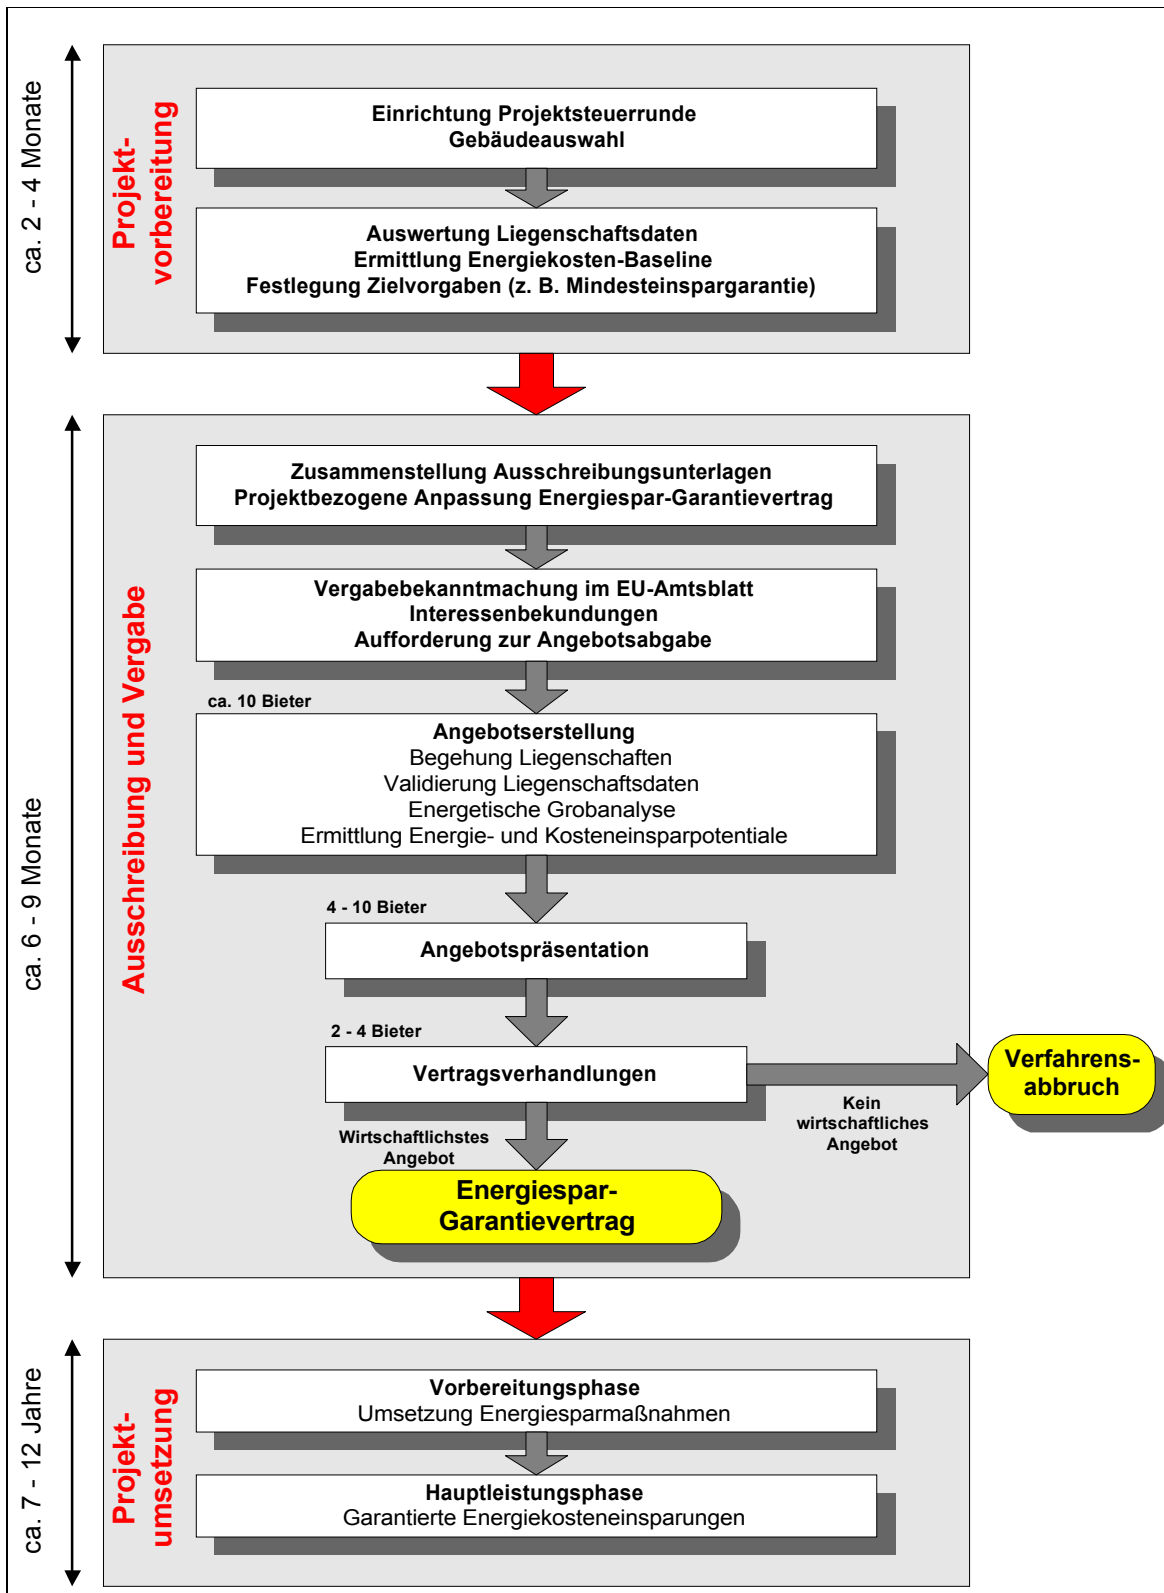 ca. 2 - 4 Monate
Projekt-
vorbereitung
Einrichtung Projektsteuerrunde
Gebäudeauswahl
Auswertung Liegenschaftsdaten
Ermittlung Energiekosten-Baseline
Festlegung Zielvorgaben (z. B. Mindesteinspargarantie)
ca. 6 - 9 Monate
Ausschreibung und Vergabe
Zusammenstellung Ausschreibungsunterlagen
Projektbezogene Anpassung Energiespar-Garantievertrag
Vergabebekanntmachung im EU-Amtsblatt
Interessenbekundungen
Aufforderung zur Angebotsabgabe
ca. 10 Bieter
Angebotserstellung
Begehung Liegenschaften
Validierung Liegenschaftsdaten
Energetische Grobanalyse
Ermittlung Energie- und Kosteneinsparpotentiale
4 - 10 Bieter
Angebotspräsentation
2 - 4 Bieter
Vertragsverhandlungen
Kein
wirtschaftliches
Angebot
Verfahrens-
abbruch
Wirtschaftlichstes
Angebot
Energiespar-
Garantievertrag
ca. 7 - 12 Jahre
Projekt-
umsetzung
Vorbereitungsphase
Umsetzung Energiesparmaßnahmen
Hauptleistungsphase
Garantierte Energiekosteneinsparungen